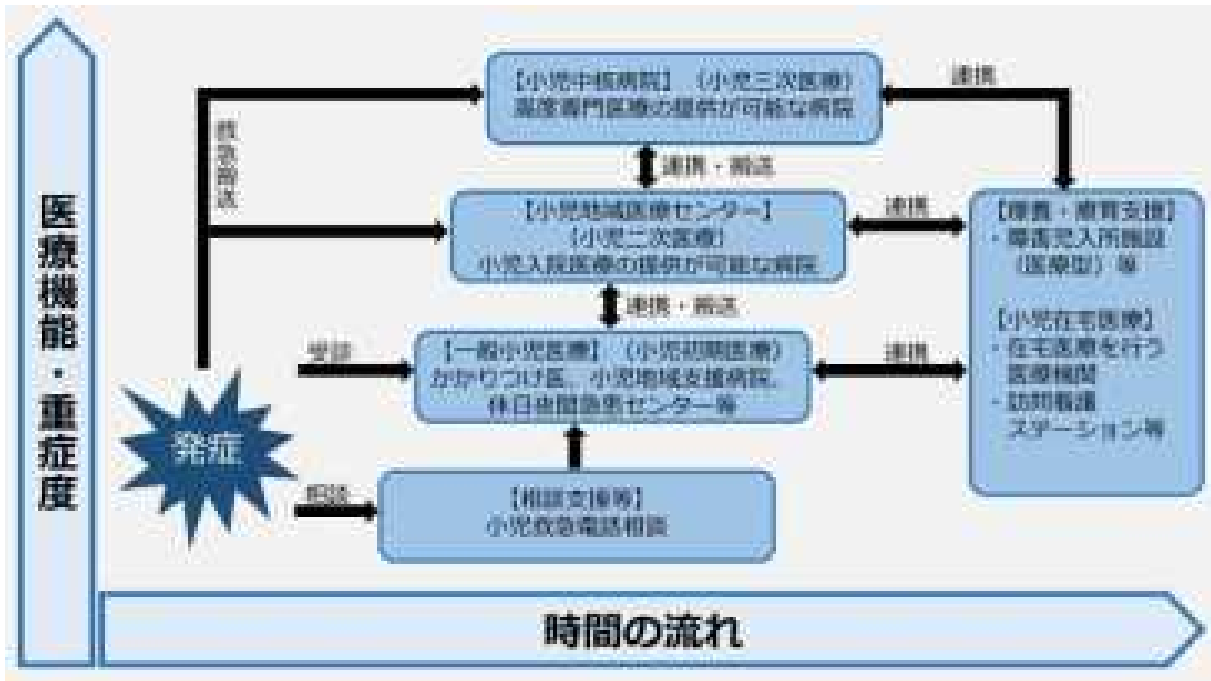 医療機能・重症度
【小児中核病院】（小児三次医療）
高度専門医療の提供が可能な病院
連携
救急搬送
連携・搬送
【小児地域医療センター】
（小児二次医療）
小児入院医療の提供が可能な病院
連携
【療養・療育支援】
・障害児入所施設
（医療型）等
連携・搬送
受診
【一般小児医療】（小児初期医療）
かかりつけ医、小児地域支援病院、
休日夜間急患センター等
連携
【小児在宅医療】
・在宅医療を行う
医療機関
・訪問看護
ステーション等
発症
相談
【相談支援等】
小児救急電話相談
時間の流れ